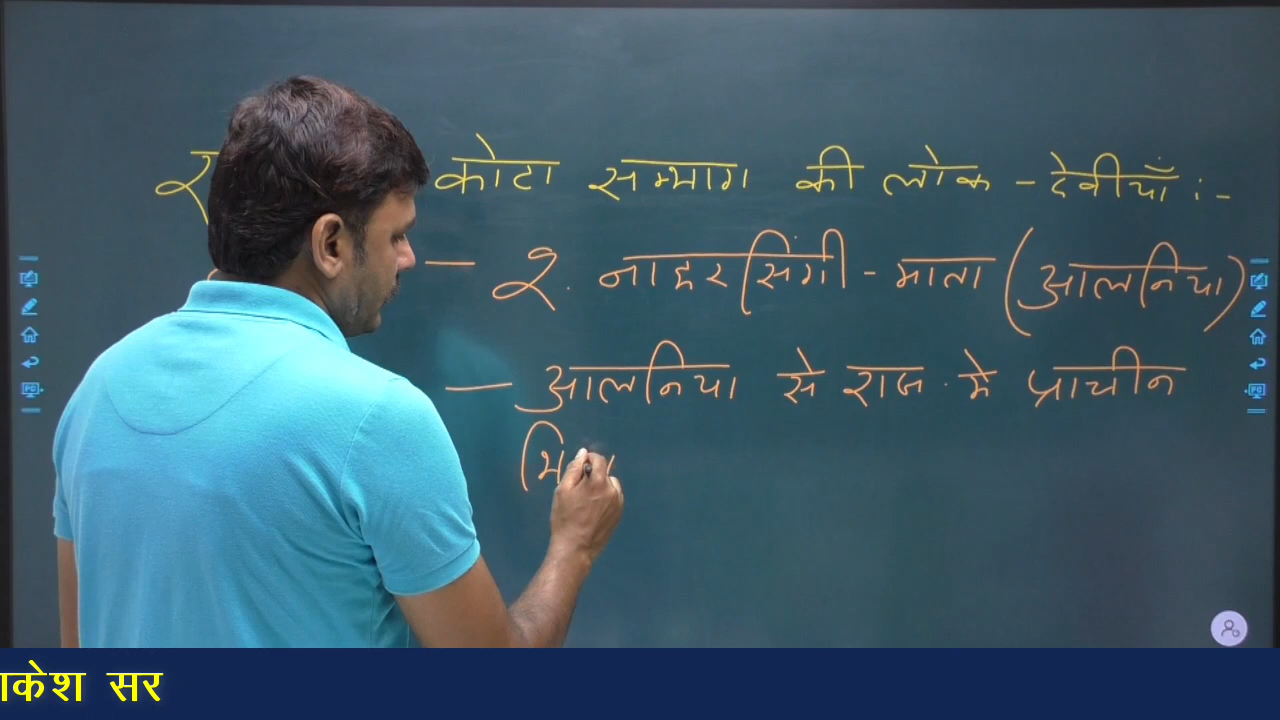 कोटा सम्भाग की लोक - देवीयाँ :-
- 2. नाहरसिंगी - माता (आलनिया)
- आलनिया से राज. मे प्राचीन
केश सर